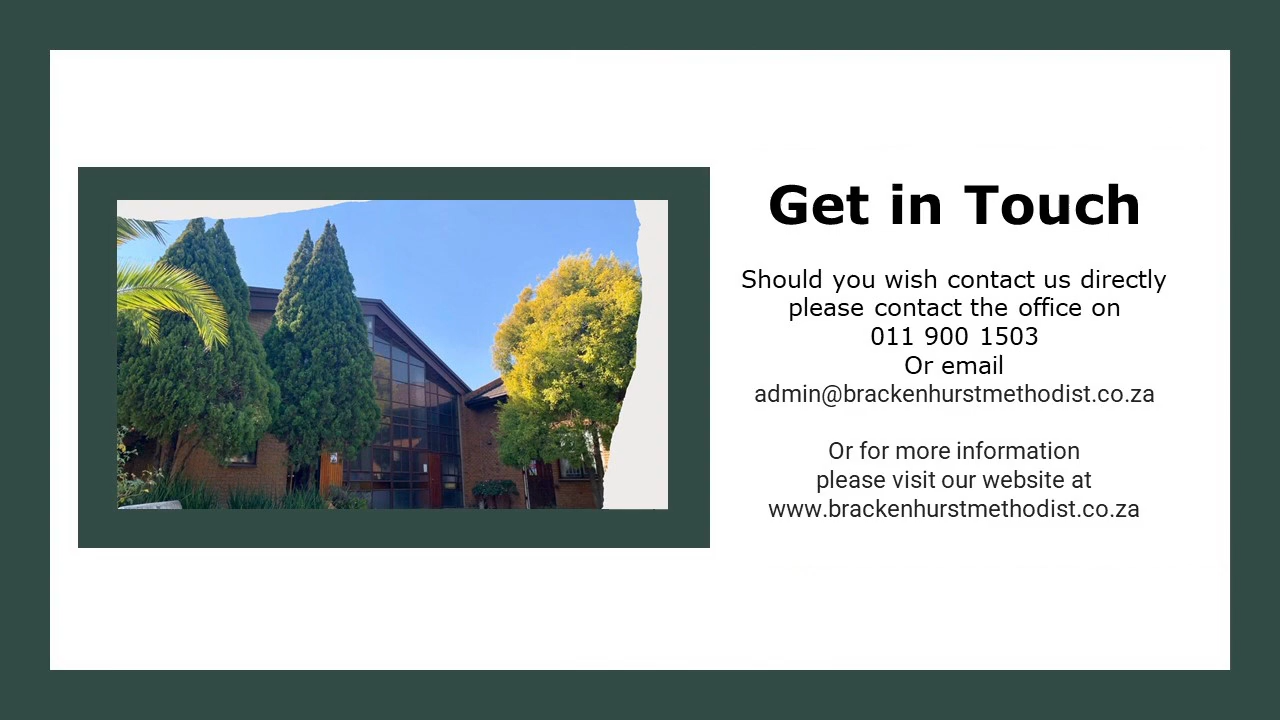 Get in Touch
Should you wish contact us directly
please contact the office on
011 900 1503
Or email
admin@brackenhurstmethodist.co.za
Or for more information
please visit our website at
www.brackenhurstmethodist.co.za